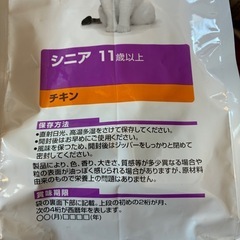 シニア 11歳以上
チキン
保存方法
•直射日光、高温多湿をさけて保存してください。
•開封後はお早めにご使用ください。
•風味を保つため、開封後はジッパーをしっかりと閉めて
密封してください。
製品により、色、香り、大きさ、質感等が多少異なる場合や
粒の表面が油っぽく感じられる場合がありますが、原材料
由来のもので栄養上の問題はありません。
賞味期限
袋の裏面下部に記載。上段の初めの2桁が月、
次の4桁が西暦年を表します。